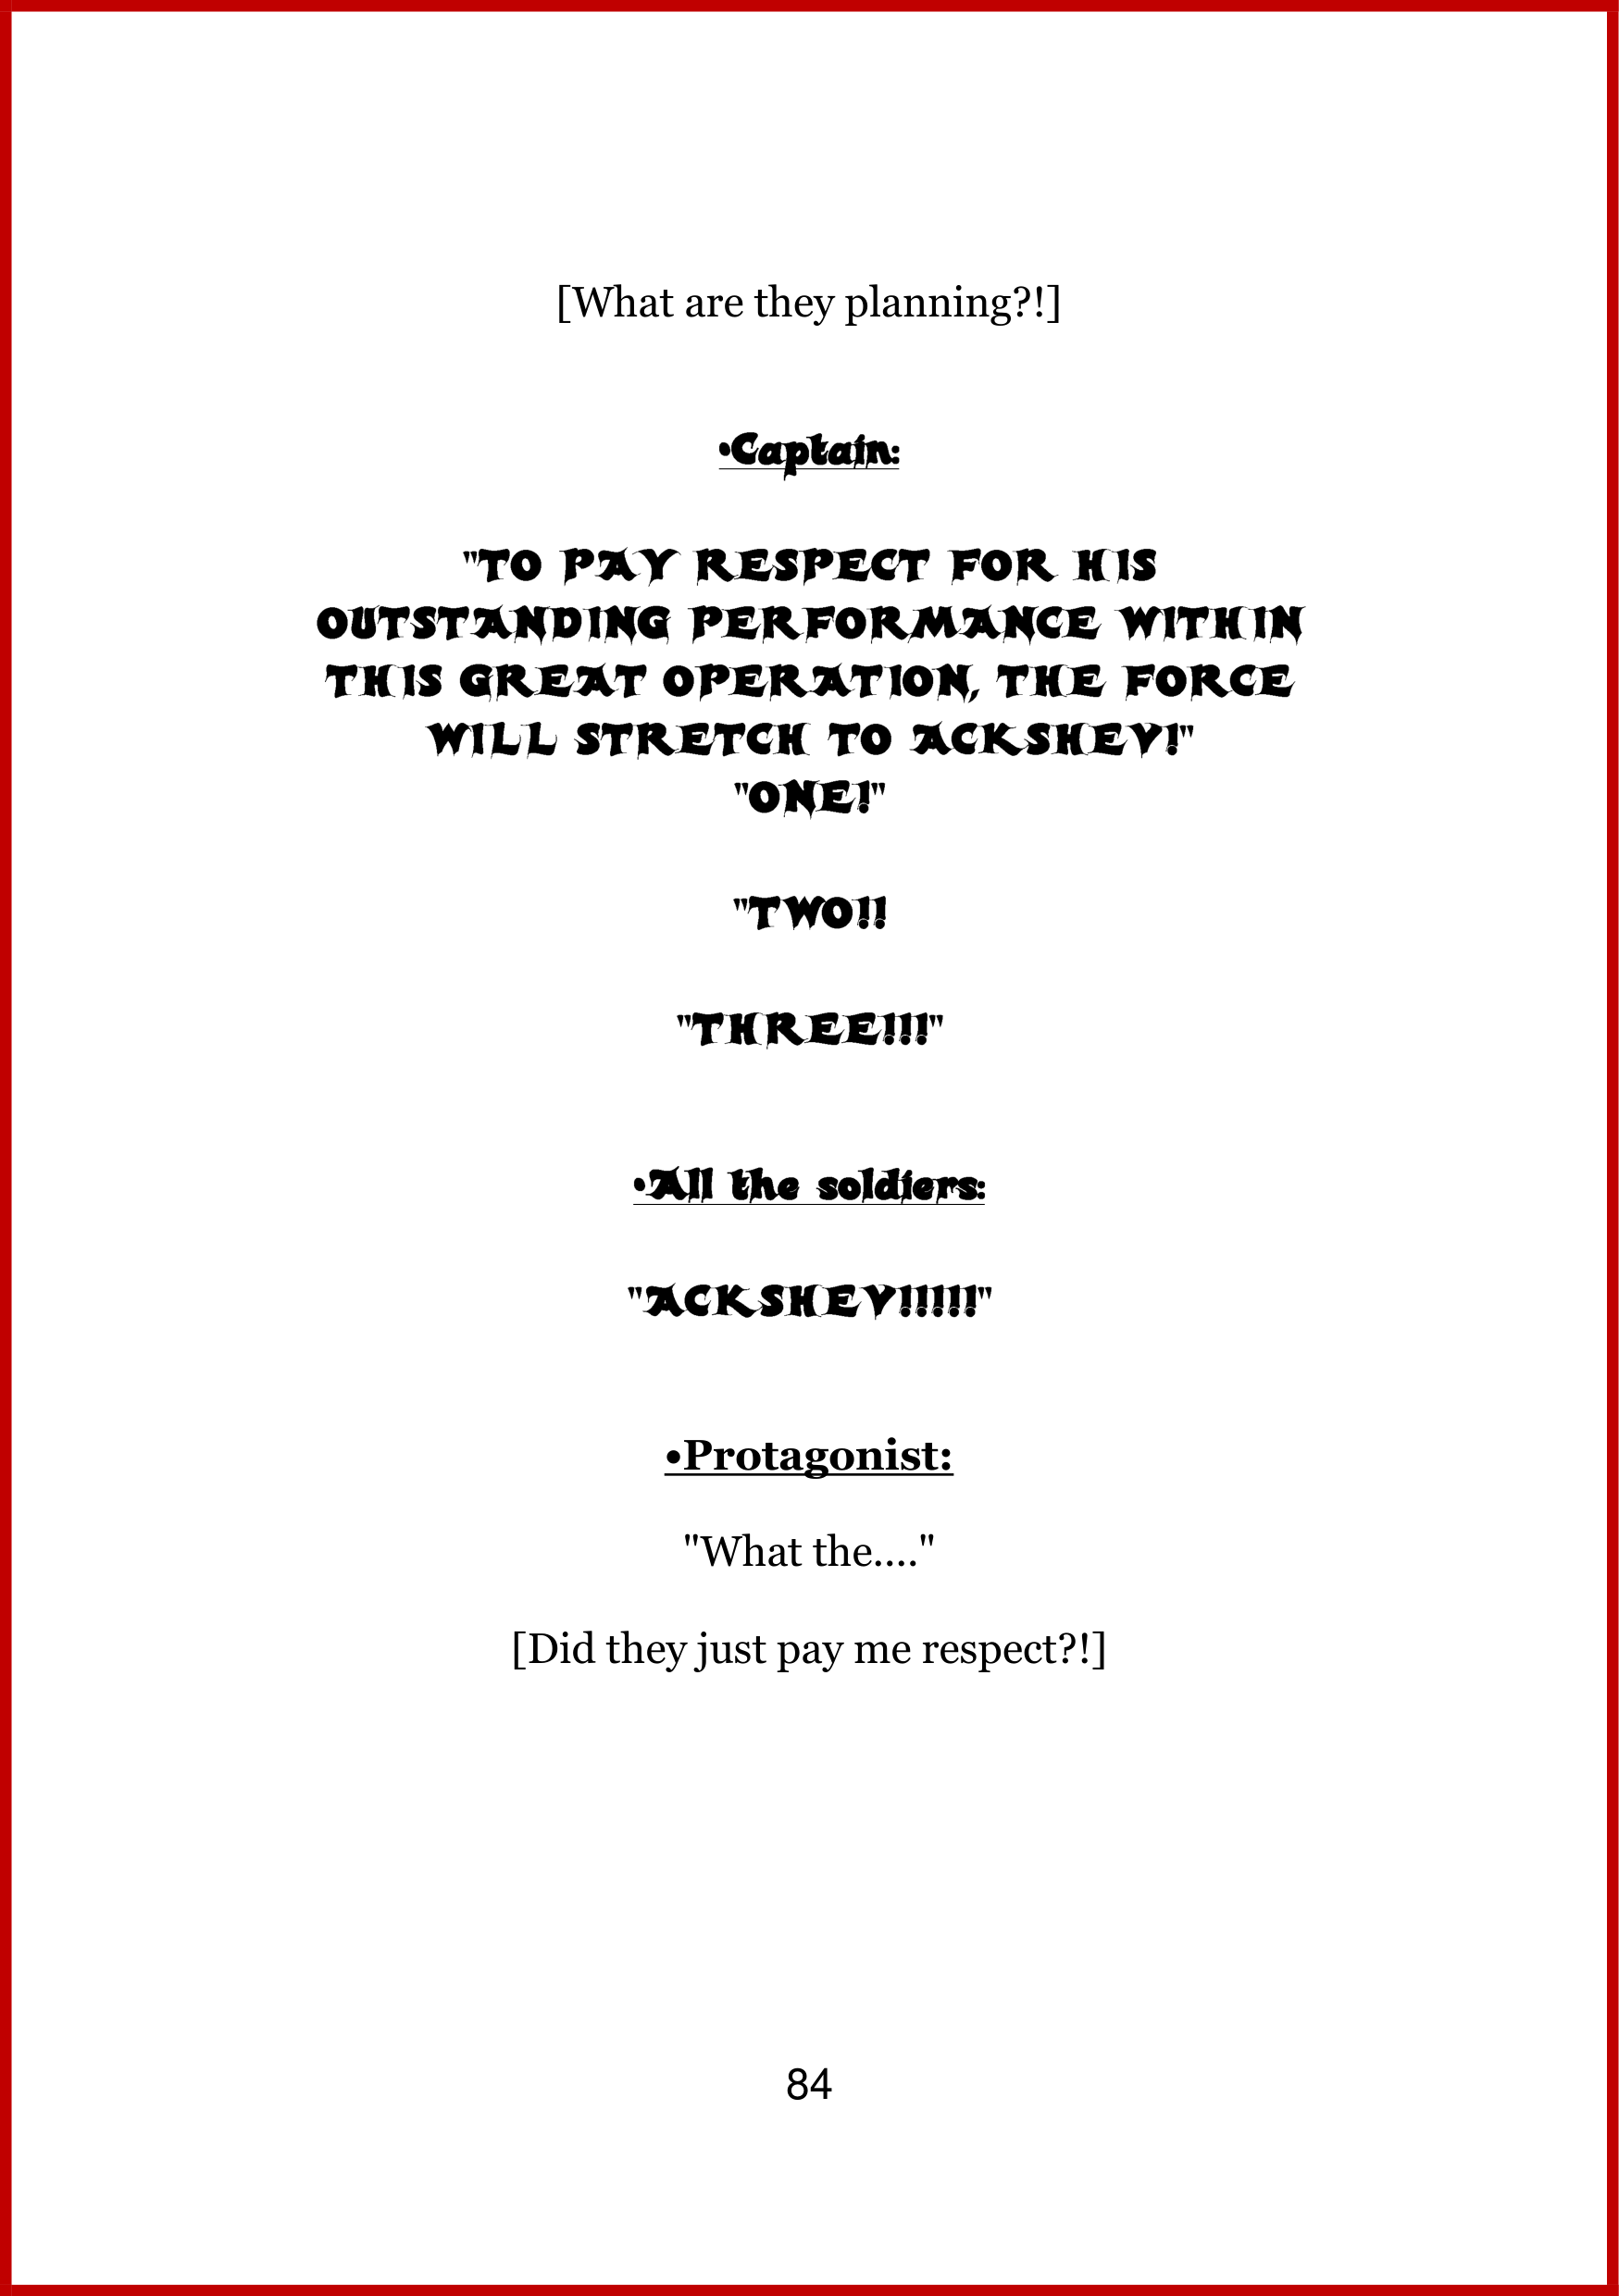 [What are they planning?!]
•Captain:
"TO PAY RESPECT FOR HIS
OUTSTANDING PERFORMANCE WITHIN
THIS GREAT OPERATION, THE FORCE
WILL STRETCH TO ACKSHEV!"
"ONE!"
"TWO!!
"THREE!!!"
•All the soldiers:
"ACKSHEV!!!!!"
•Protagonist:
"What the...."
[Did they just pay me respect?!]
84